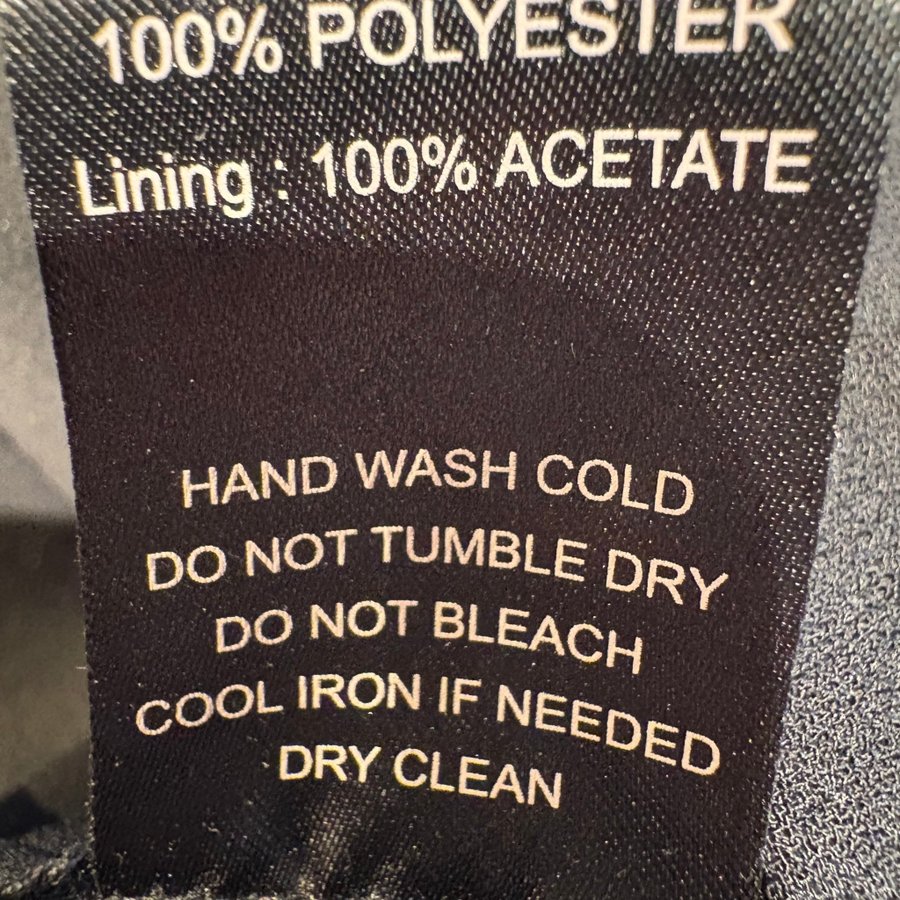 100% POLYESTER
Lining : 100% ACETATE
HAND WASH COLD
DO NOT TUMBLE DRY
DO NOT BLEACH
COOL IRON IF NEEDED
DRY CLEAN